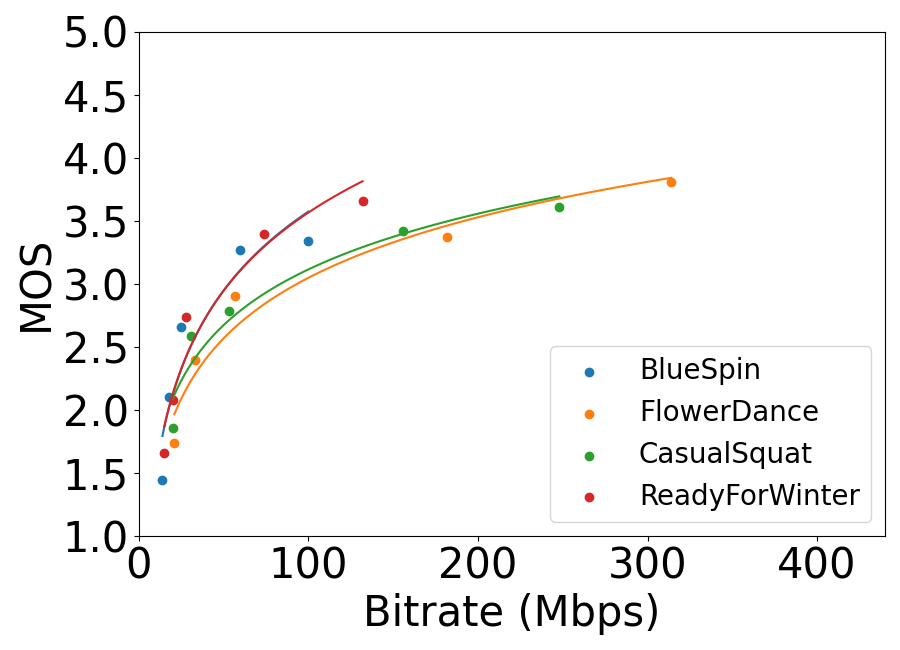 5.0
4.5
4.0
3.5
3.0
2.5
2.0
1.5
1.0
MOS
0 100 200 300 400
Bitrate (Mbps)
BlueSpin
FlowerDance
CasualSquat
ReadyForWinter